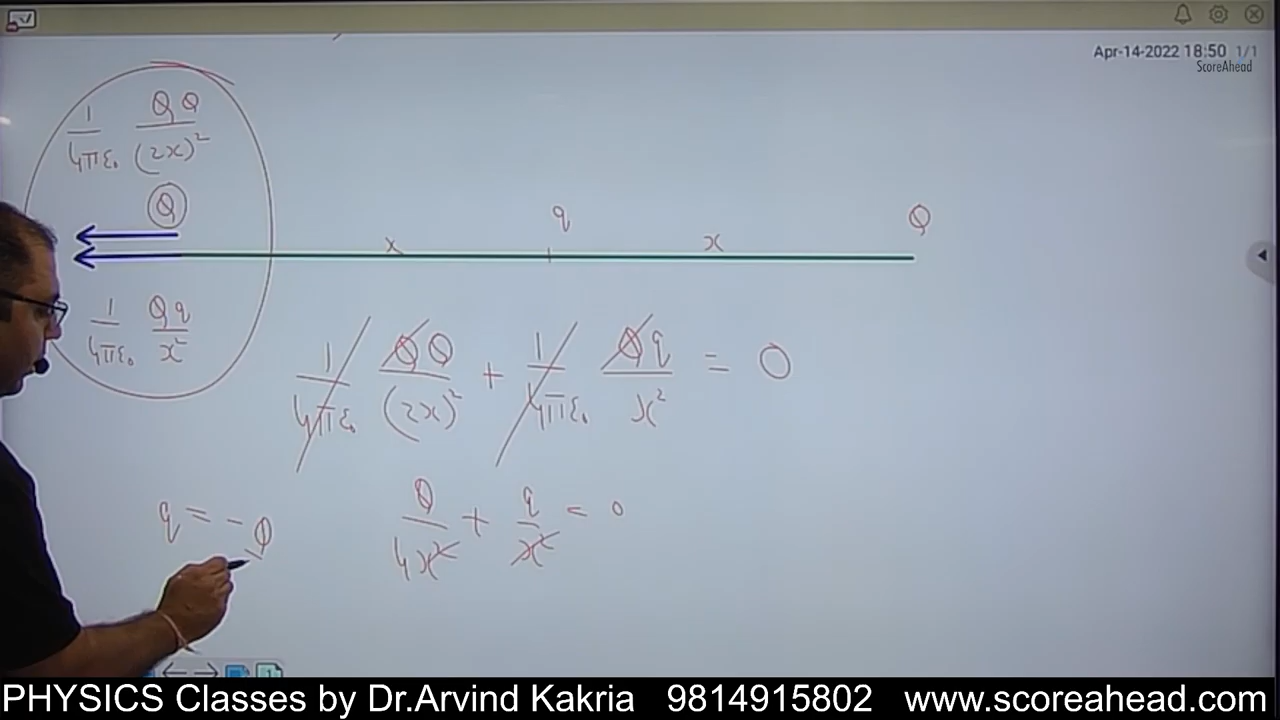 Apr-14-2022 18:50 1/1
ScoreAhead
1/4πε₀ QQ/(2x)²
Q
q
Q
x
x
1/4πε₀ Qq/x²
1/4πε₀ QQ/(2x)² + 1/4πε₀ Qq/x² = 0
Q/4x² + q/x² = 0
q = - Q
PHYSICS Classes by Dr.Arvind Kakria 9814915802 www.scoreahead.com